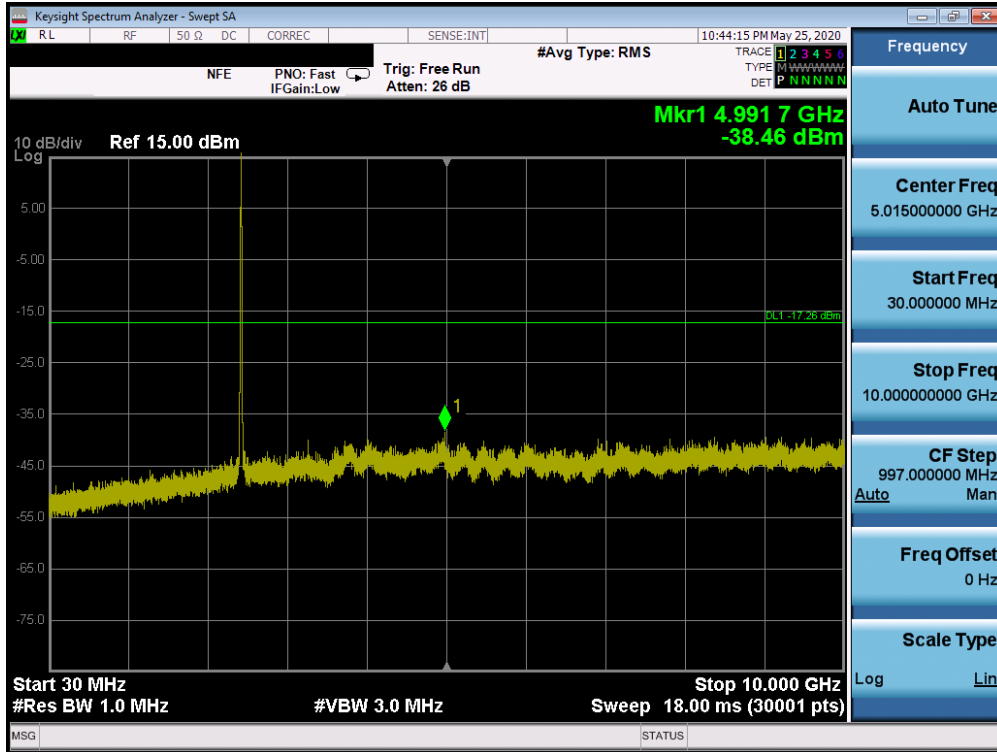 Keysight Spectrum Analyzer - Swept SA
LXI RL RF 50 Ω DC CORREC SENSE:INT 10:44:15 PM May 25, 2020
NFE PNO: Fast Trig: Free Run #Avg Type: RMS TRACE 1 2 3 4 5 6
IFGain:Low Atten: 26 dB TYPE M WWWWW
DET P N N N N N
Mkr1 4.991 7 GHz
-38.46 dBm
10 dB/div Ref 15.00 dBm
Log
5.00
-5.00
-15.0
DL1 -17.26 dBm
-25.0
-35.0
1
-45.0
-55.0
-65.0
-75.0
Start 30 MHz Stop 10.000 GHz
#Res BW 1.0 MHz #VBW 3.0 MHz Sweep 18.00 ms (30001 pts)
MSG STATUS
Frequency
Auto Tune
Center Freq
5.015000000 GHz
Start Freq
30.000000 MHz
Stop Freq
10.000000000 GHz
CF Step
997.000000 MHz
Auto Man
Freq Offset
0 Hz
Scale Type
Log Lin